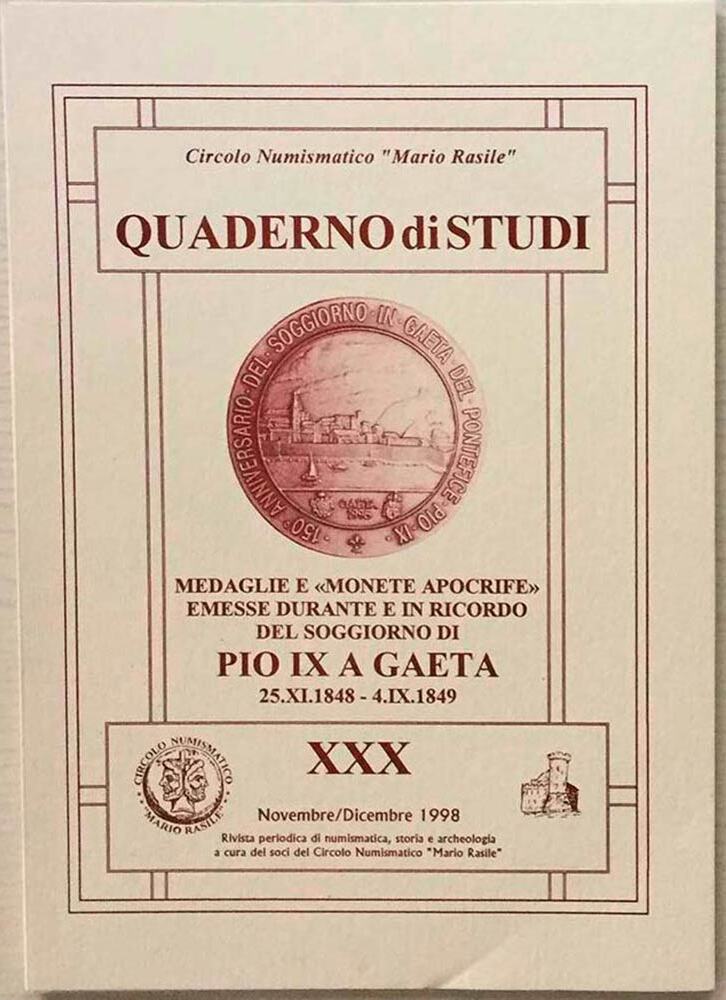 Circolo Numismatico "Mario Rasile"
QUADERNO di STUDI
150° ANNIVERSARIO · DEL · SOGGIORNO · IN · GAETA · DEL · PONTEFICE · PIO · IX ·
GAETA
MEDAGLIE E «MONETE APOCRIFE»
EMESSE DURANTE E IN RICORDO
DEL SOGGIORNO DI
PIO IX A GAETA
25.XI.1848 - 4.IX.1849
XXX
CIRCOLO NUMISMATICO
"MARIO RASILE"
Novembre/Dicembre 1998
Rivista periodica di numismatica, storia e archeologia
a cura dei soci del Circolo Numismatico "Mario Rasile"